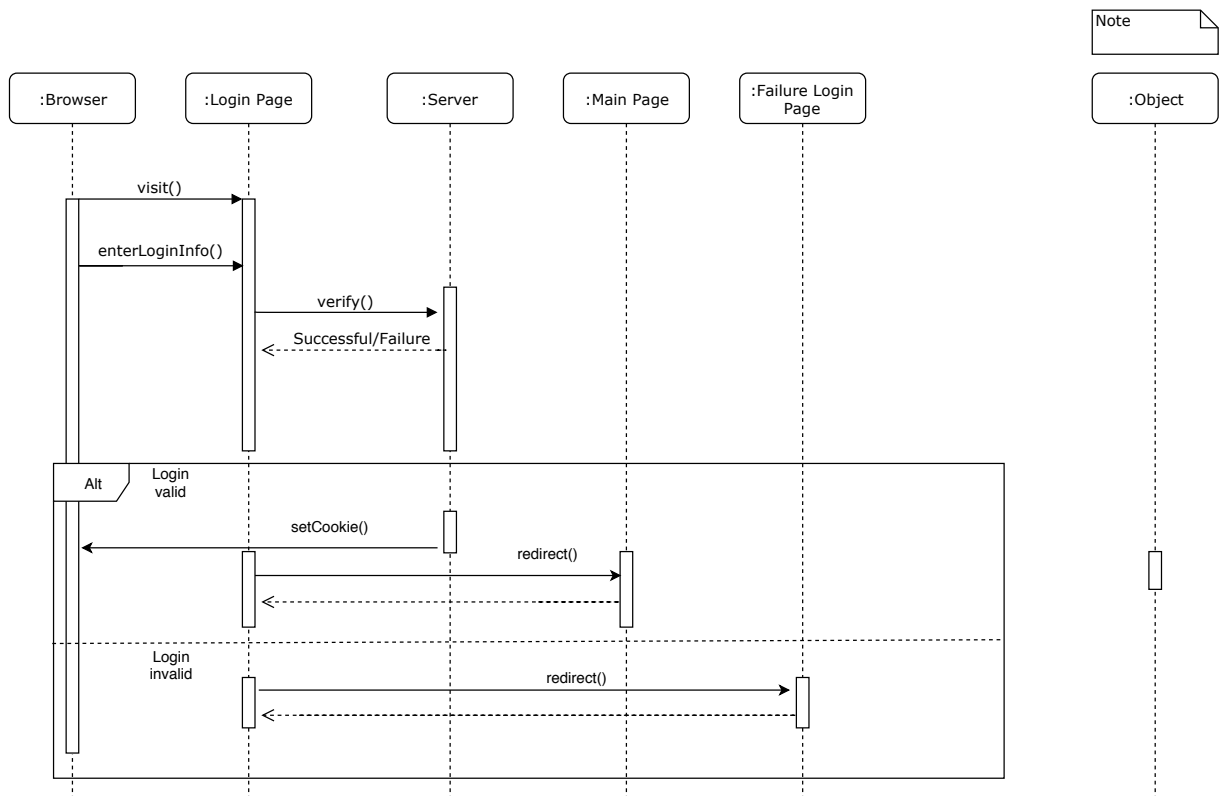 Note
:Browser
:Login Page
:Server
:Main Page
:Failure Login
Page
:Object
visit()
enterLoginInfo()
verify()
Successful/Failure
Alt
Login
valid
setCookie()
redirect()
Login
invalid
redirect()